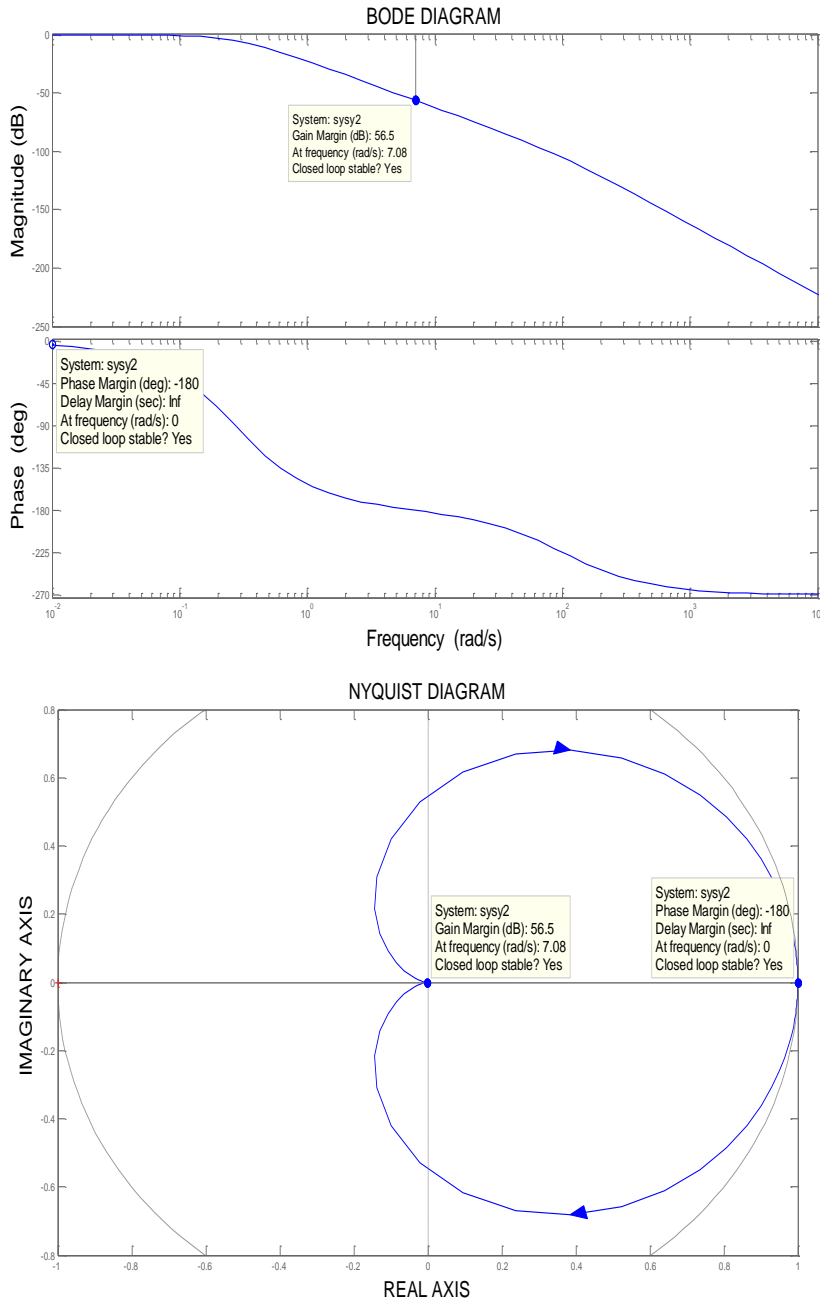 BODE DIAGRAM
Magnitude (dB)
0
-50
-100
-150
-200
-250
System: sysy2
Gain Margin (dB): 56.5
At frequency (rad/s): 7.08
Closed loop stable? Yes
Phase (deg)
0
-45
-90
-135
-180
-225
-270
System: sysy2
Phase Margin (deg): -180
Delay Margin (sec): Inf
At frequency (rad/s): 0
Closed loop stable? Yes
10^-2
10^-1
10^0
10^1
10^2
10^3
10
Frequency (rad/s)
NYQUIST DIAGRAM
IMAGINARY AXIS
0.8
0.6
0.4
0.2
0
-0.2
-0.4
-0.6
-0.8
System: sysy2
Gain Margin (dB): 56.5
At frequency (rad/s): 7.08
Closed loop stable? Yes
System: sysy2
Phase Margin (deg): -180
Delay Margin (sec): Inf
At frequency (rad/s): 0
Closed loop stable? Yes
-1 -0.8 -0.6 -0.4 -0.2 0 0.2 0.4 0.6 0.8 1
REAL AXIS